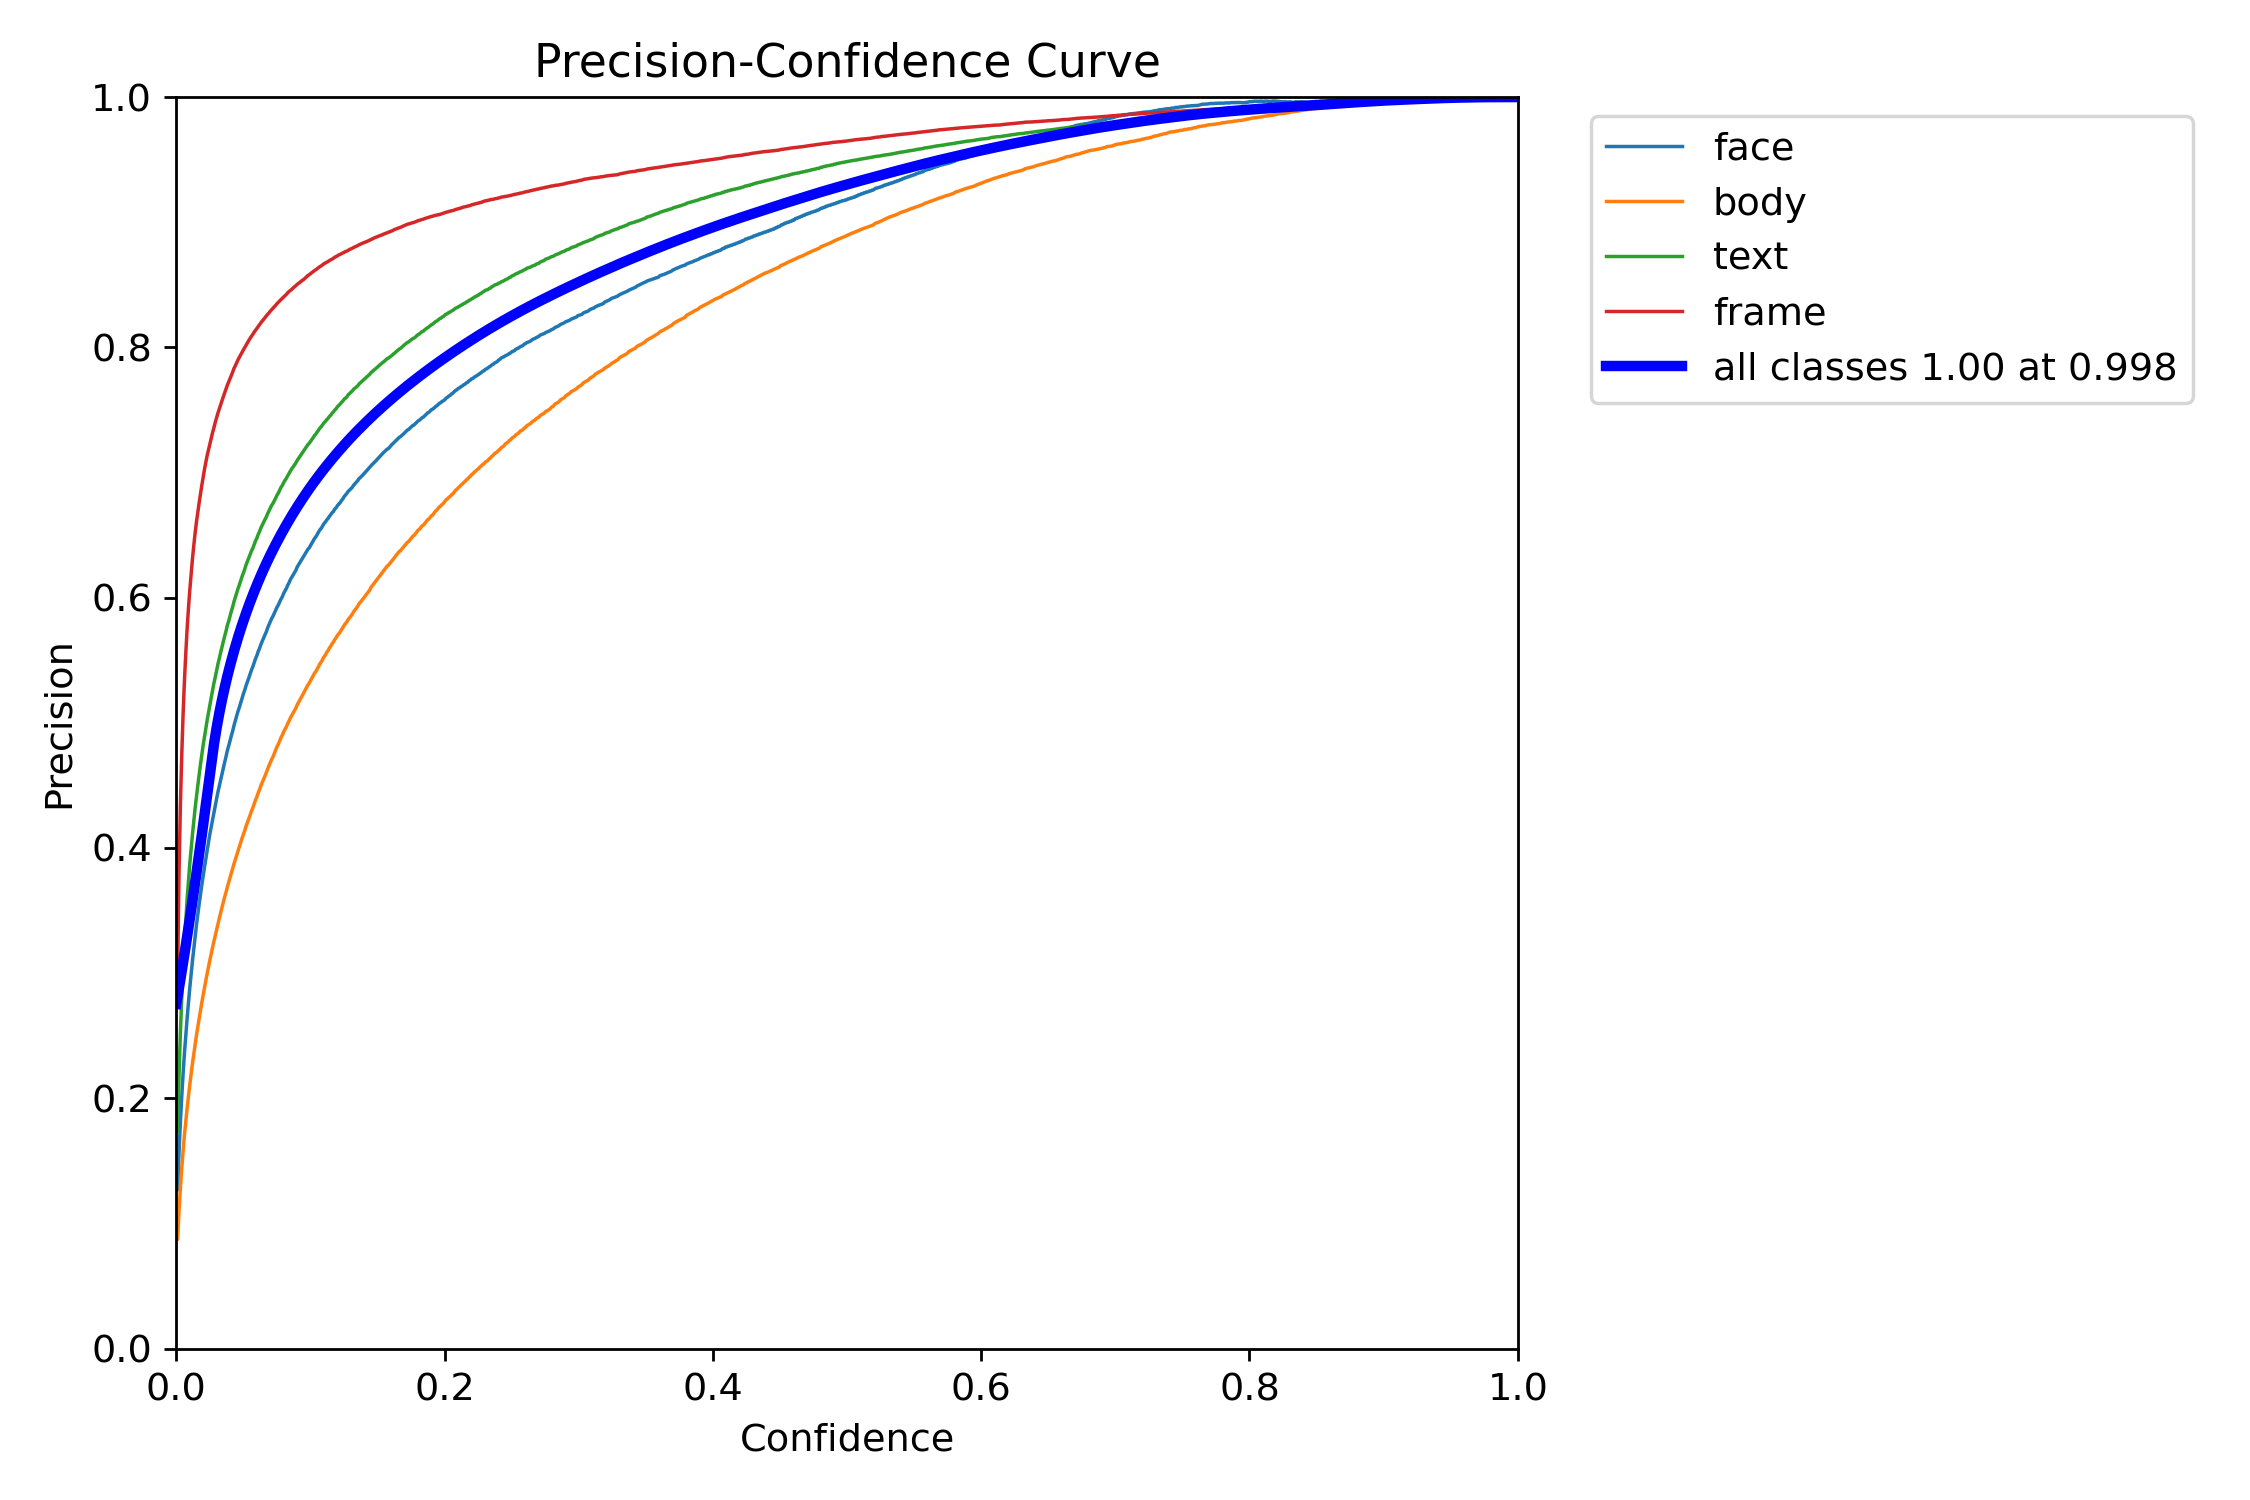 Precision-Confidence Curve
1.0
0.8
0.6
0.4
0.2
0.0
Precision
0.0 0.2 0.4 0.6 0.8 1.0
Confidence
face
body
text
frame
all classes 1.00 at 0.998